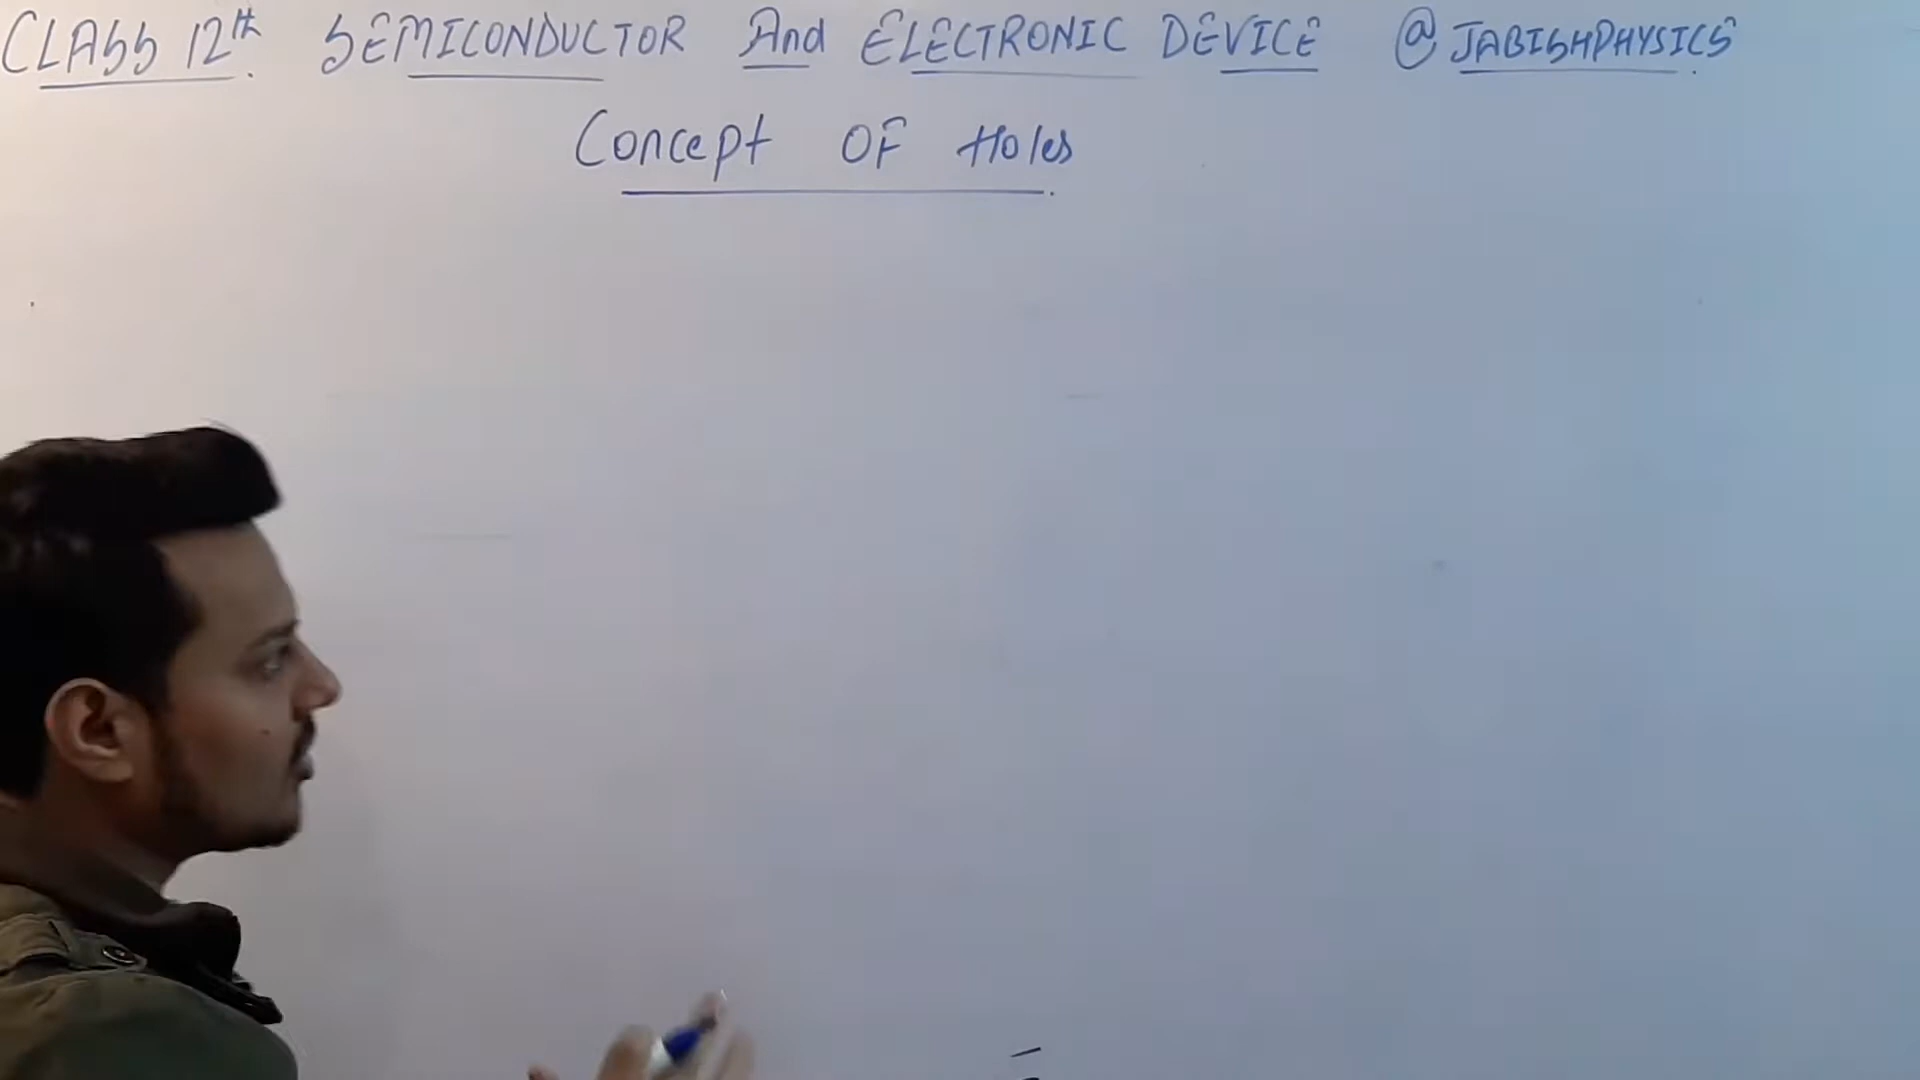 CLASS 12th SEMICONDUCTOR And ELECTRONIC DEVICE @JABISHPHYSICS
Concept OF Holes